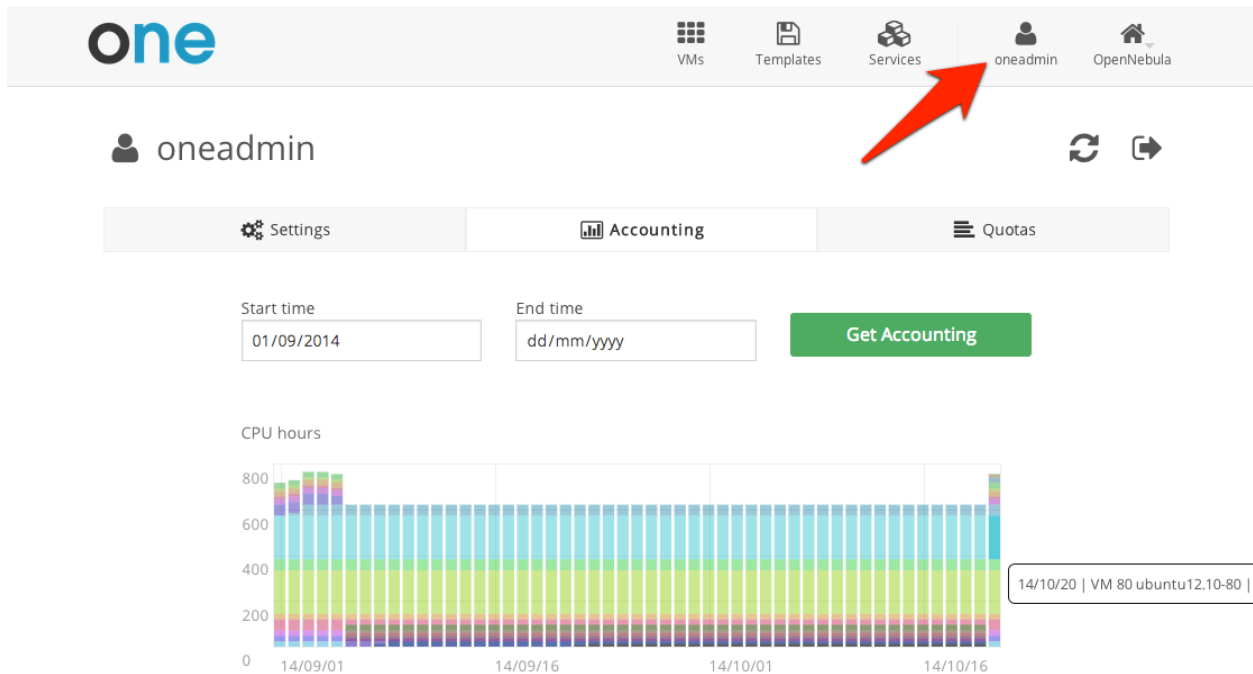 one
VMs Templates Services oneadmin OpenNebula
oneadmin
Settings Accounting Quotas
Start time End time
01/09/2014 dd/mm/yyyy Get Accounting
CPU hours
800
600
400
14/10/20 | VM 80 ubuntu12.10-80 |
200
0
14/09/01 14/09/16 14/10/01 14/10/16